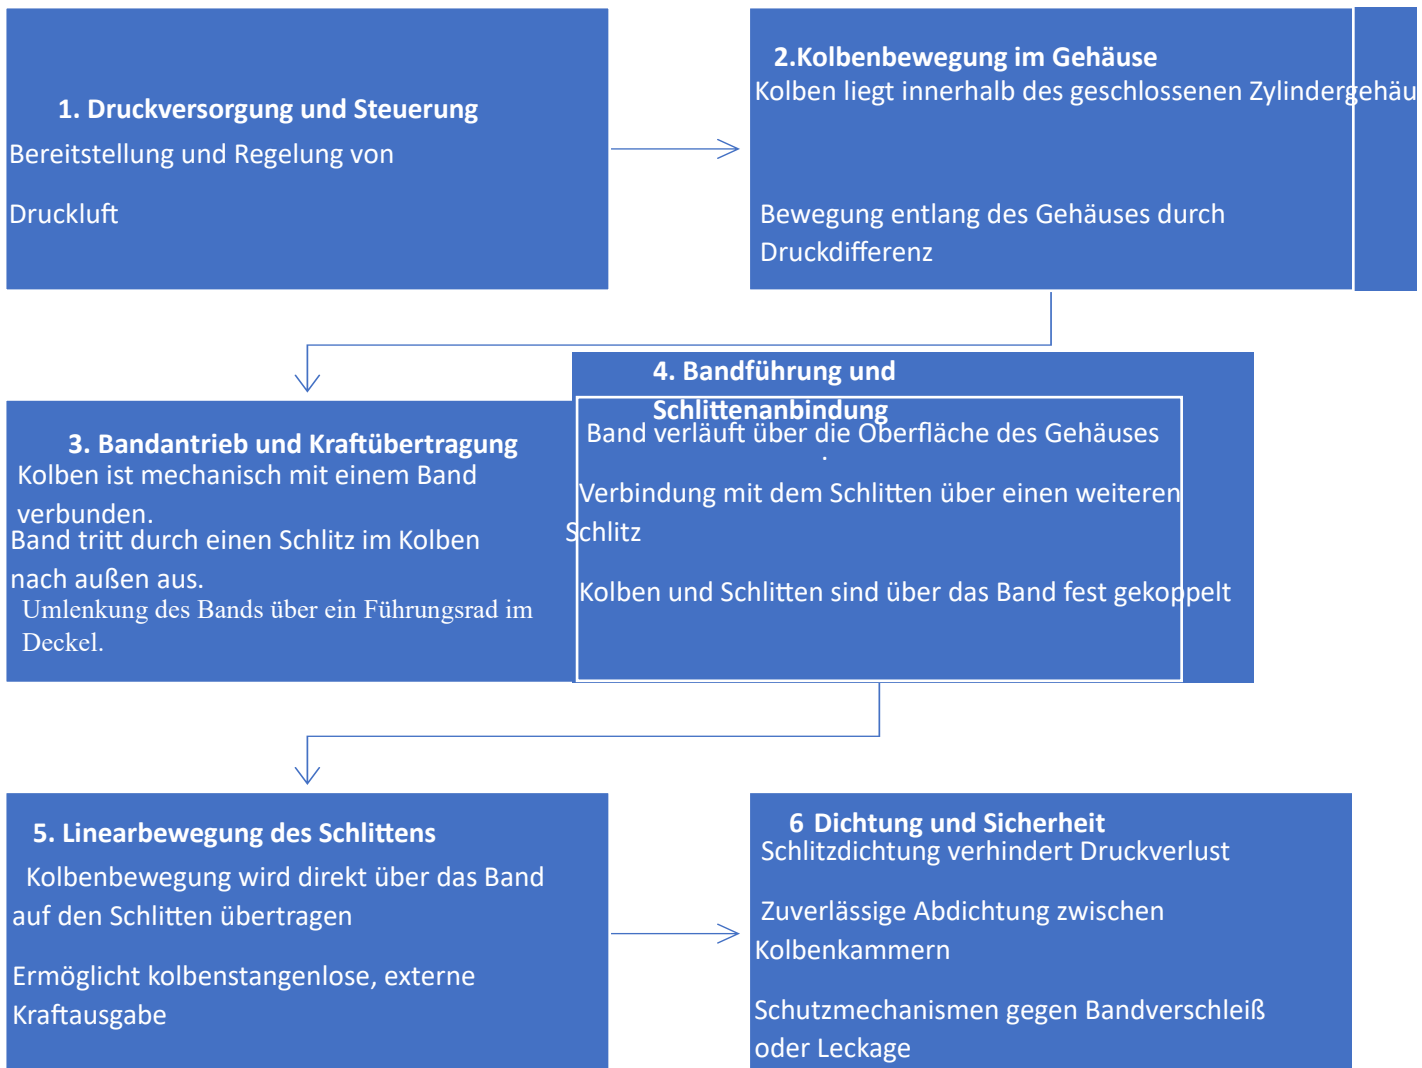 1. Druckversorgung und Steuerung
Bereitstellung und Regelung von
Druckluft
2.Kolbenbewegung im Gehäuse
Kolben liegt innerhalb des geschlossenen Zylindergehäu
Bewegung entlang des Gehäuses durch
Druckdifferenz
3. Bandantrieb und Kraftübertragung
Kolben ist mechanisch mit einem Band
verbunden.
Band tritt durch einen Schlitz im Kolben
nach außen aus.
Umlenkung des Bands über ein Führungsrad im
Deckel.
4. Bandführung und
Schlittenanbindung
Band verläuft über die Oberfläche des Gehäuses
.
Verbindung mit dem Schlitten über einen weiteren
Schlitz
Kolben und Schlitten sind über das Band fest gekoppelt
5. Linearbewegung des Schlittens
Kolbenbewegung wird direkt über das Band
auf den Schlitten übertragen
Ermöglicht kolbenstangenlose, externe
Kraftausgabe
6 Dichtung und Sicherheit
Schlitzdichtung verhindert Druckverlust
Zuverlässige Abdichtung zwischen
Kolbenkammern
Schutzmechanismen gegen Bandverschleiß
oder Leckage